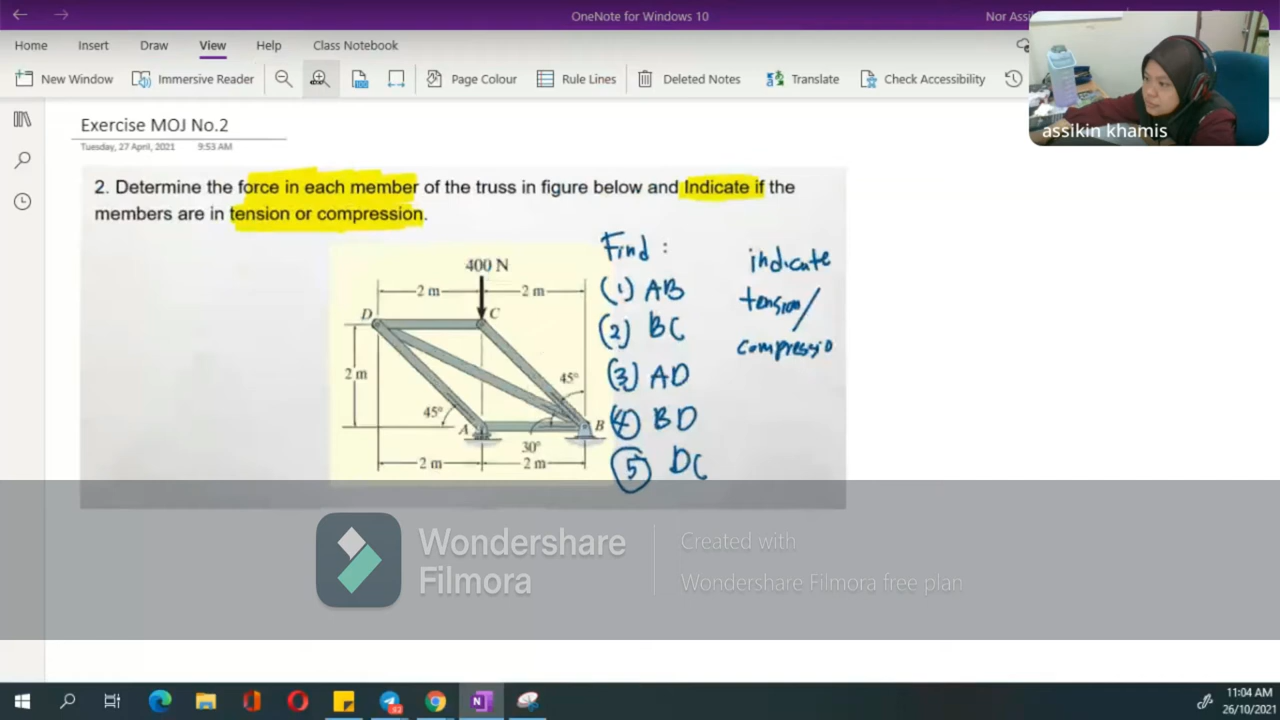 OneNote for Windows 10
Nor Assi
Home Insert Draw View Help Class Notebook
New Window Immersive Reader Page Colour Rule Lines Deleted Notes Translate Check Accessibility
assikin khamis
Exercise MOJ No.2
Tuesday, 27 April, 2021 9:53 AM
2. Determine the force in each member of the truss in figure below and Indicate if the
members are in tension or compression.
Find :
indicate
tension/
compressio
(1) AB
(2) BC
(3) AD
(4) BD
(5) DC
400 N
2 m 2 m
D C
2 m
45°
45°
A B
30°
2 m 2 m
Wondershare
Filmora
Created with
Wondershare Filmora free plan
11:04 AM
26/10/2021